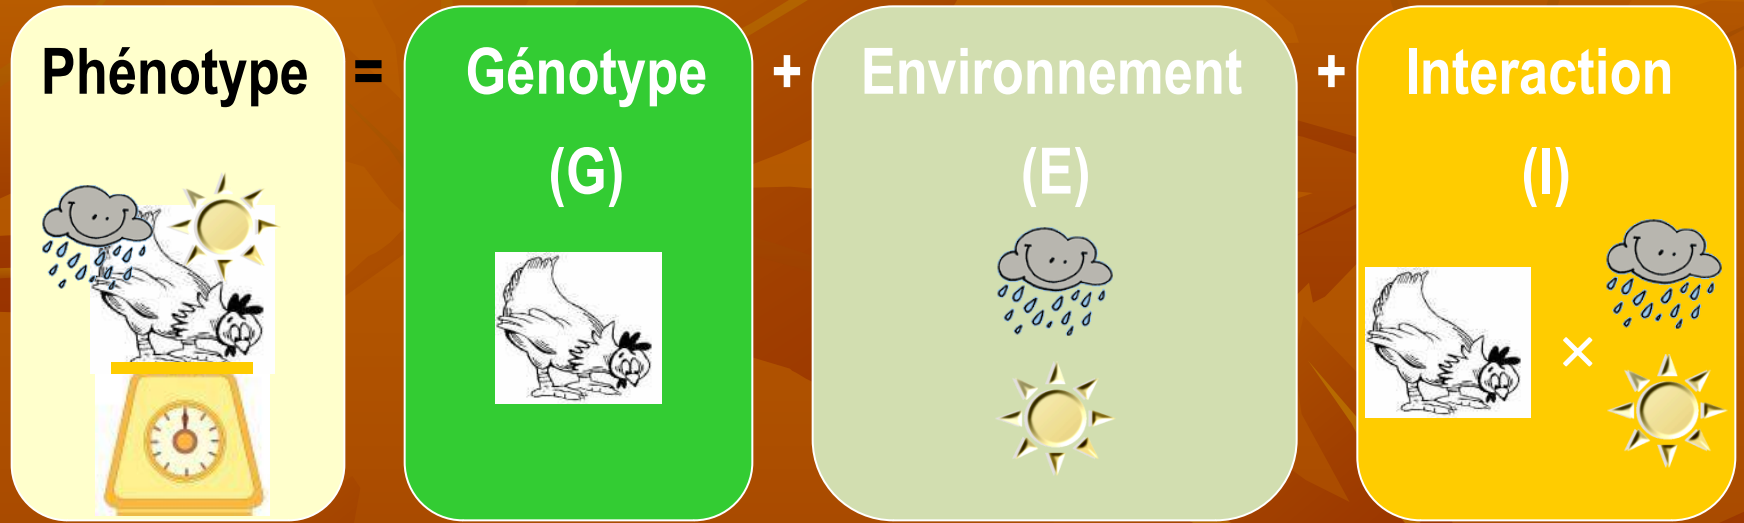 Phénotype = Génotype + Environnement + Interaction
(G) (E) (I)
×